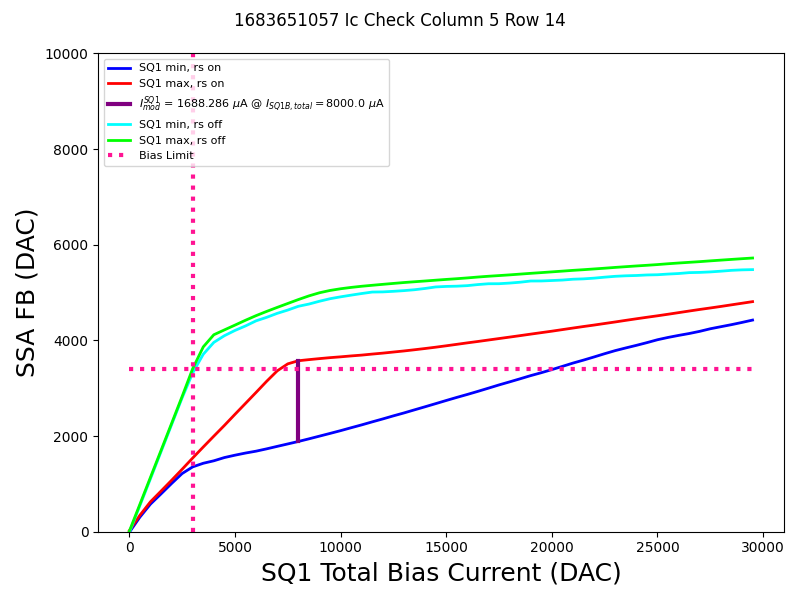 1683651057 Ic Check Column 5 Row 14
10000
8000
6000
4000
2000
0
SSA FB (DAC)
SQ1 min, rs on
SQ1 max, rs on
I_{mod}^{SQ1} = 1688.286 μA @ I_{SQ1B, total} = 8000.0 μA
SQ1 min, rs off
SQ1 max, rs off
Bias Limit
0 5000 10000 15000 20000 25000 30000
SQ1 Total Bias Current (DAC)